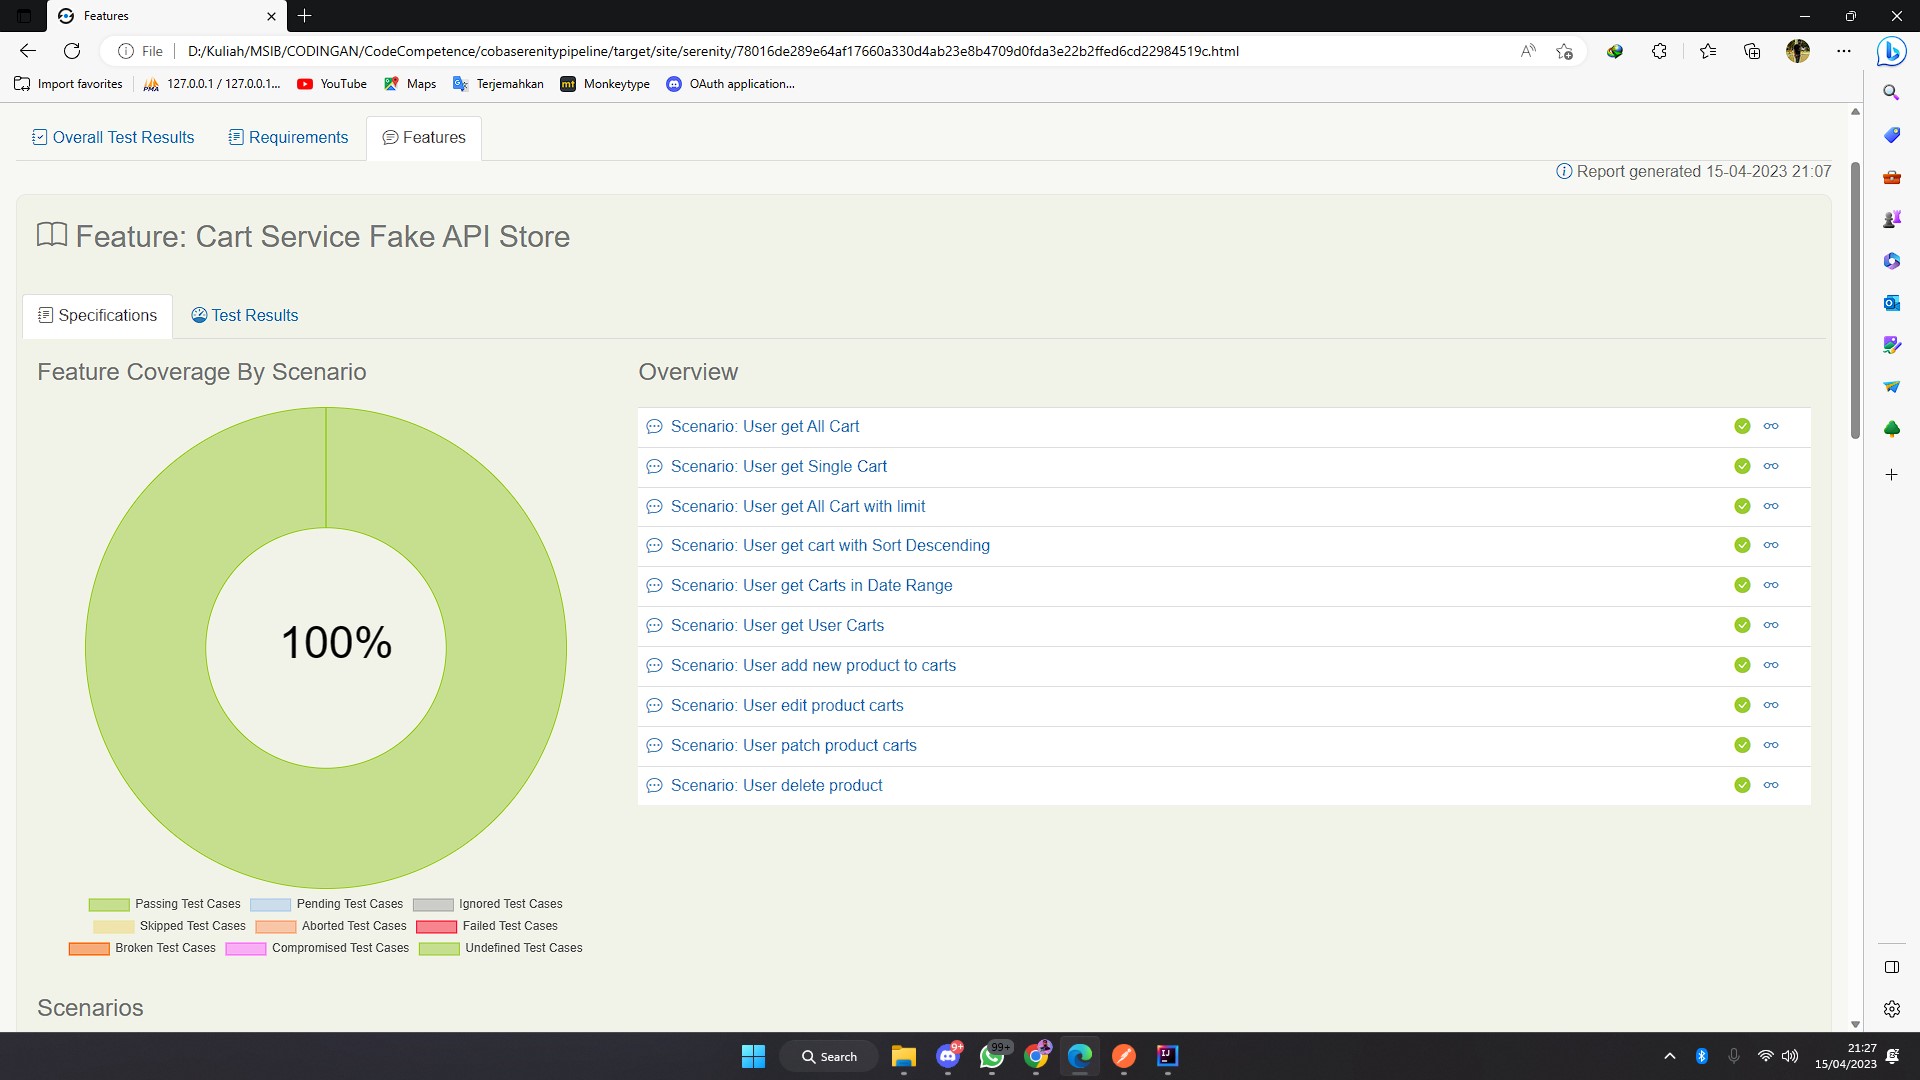 Features
File
D:/Kuliah/MSIB/CODINGAN/CodeCompetence/cobaserenitypipeline/target/site/serenity/78016de289e64af17660a330d4ab23e8b4709d0fda3e22b2ffed6cd22984519c.html
Import favorites
127.0.0.1 / 127.0.0.1...
YouTube
Maps
Terjemahkan
mt Monkeytype
OAuth application...
Overall Test Results
Requirements
Features
Report generated 15-04-2023 21:07
Feature: Cart Service Fake API Store
Specifications
Test Results
Feature Coverage By Scenario
100%
Passing Test Cases Pending Test Cases Ignored Test Cases
Skipped Test Cases Aborted Test Cases Failed Test Cases
Broken Test Cases Compromised Test Cases Undefined Test Cases
Overview
Scenario: User get All Cart
Scenario: User get Single Cart
Scenario: User get All Cart with limit
Scenario: User get cart with Sort Descending
Scenario: User get Carts in Date Range
Scenario: User get User Carts
Scenario: User add new product to carts
Scenario: User edit product carts
Scenario: User patch product carts
Scenario: User delete product
Scenarios
Search
9+
99+
21:27
15/04/2023